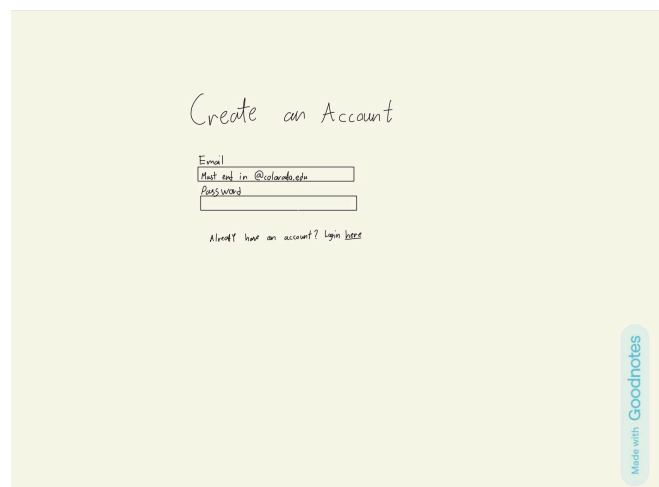 Create an Account
Email
Must end in @colorado.edu
Password
Already have an account? Login here
Made with Goodnotes